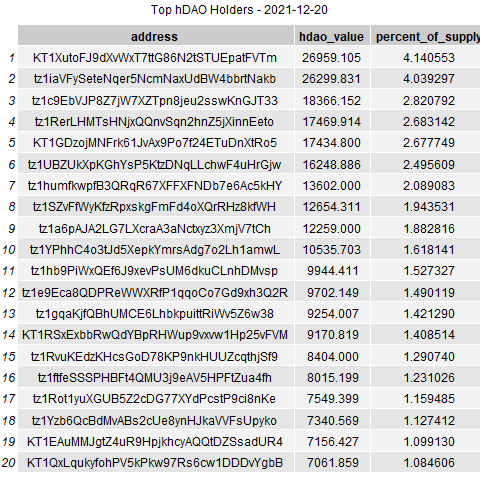 Top hDAO Holders - 2021-12-20
address hdao_value percent_of_supply
1 KT1XutoFJ9dXvWxT7ttG86N2tSTUEpatFVTm 26959.105 4.140553
2 tz1iaVFySeteNqer5NcmNaxUdBW4bbrtNakb 26299.831 4.039297
3 tz1c9EbVJP8Z7jW7XZTpn8jeu2sswKnGJT33 18366.152 2.820792
4 tz1RerLHMTsHNjxQQnvSqn2hnZ5jXinnEeto 17469.914 2.683142
5 KT1GDzojMNFrk61JvAx9Po7f24ETuDnXtRo5 17434.800 2.677749
6 tz1UBZUkXpKGhYsP5KtzDNqLLchwF4uHrGjw 16248.886 2.495609
7 tz1humfkwpfB3QRqR67XFFXFNDb7e6Ac5kHY 13602.000 2.089083
8 tz1SZvFfWyKfzRpxskgFmFd4oXQrRHz8kfWH 12654.311 1.943531
9 tz1a6pAJA2LG7LXcraA3aNctxyz3XmjV7tCh 12259.000 1.882816
10 tz1YPhhC4o3tJd5XepkYmrsAdg7o2Lh1amwL 10535.703 1.618141
11 tz1hb9PiWxQEf6J9xevPsUM6dkuCLnhDMvsp 9944.411 1.527327
12 tz1e9Eca8QDPReWWXRfP1qqoCo7Gd9xh3Q2R 9702.149 1.490119
13 tz1gqaKjfQBhUMCE6LhbkpuittRiWv5Z6w38 9254.007 1.421290
14 KT1RSxExbbRwQdYBpRHWup9vxvw1Hp25vFVM 9170.819 1.408514
15 tz1RvuKEdzKHcsGoD78KP9nkHUUZcqthjSf9 8404.000 1.290740
16 tz1ftfeSSSPHBFt4QMU3j9eAV5HPFtZua4fh 8015.199 1.231026
17 tz1Rot1yuXGUB5Z2cDG77XYdPcstP9ci8nKe 7549.399 1.159485
18 tz1Yzb6QcBdMvABs2cUe8ynHJkaVVFsUpyko 7340.569 1.127412
19 KT1EAuMMJgtZ4uR9HpjkhcyAQQtDZSsadUR4 7156.427 1.099130
20 KT1QxLqukyfohPV5kPkw97Rs6cw1DDDvYgbB 7061.859 1.084606